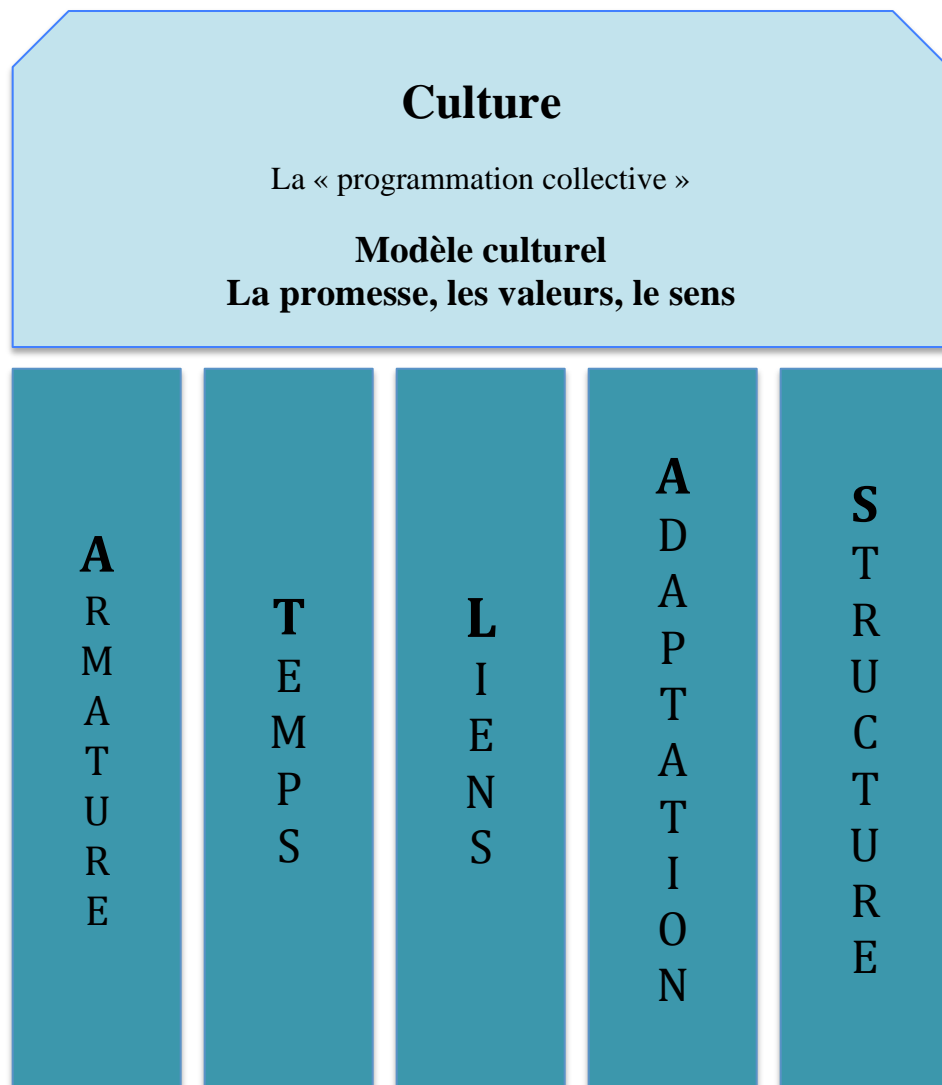 Culture
La « programmation collective »
Modèle culturel
La promesse, les valeurs, le sens
ARMATURE
TEMPS
LIENS
ADAPTATION
STRUCTURE